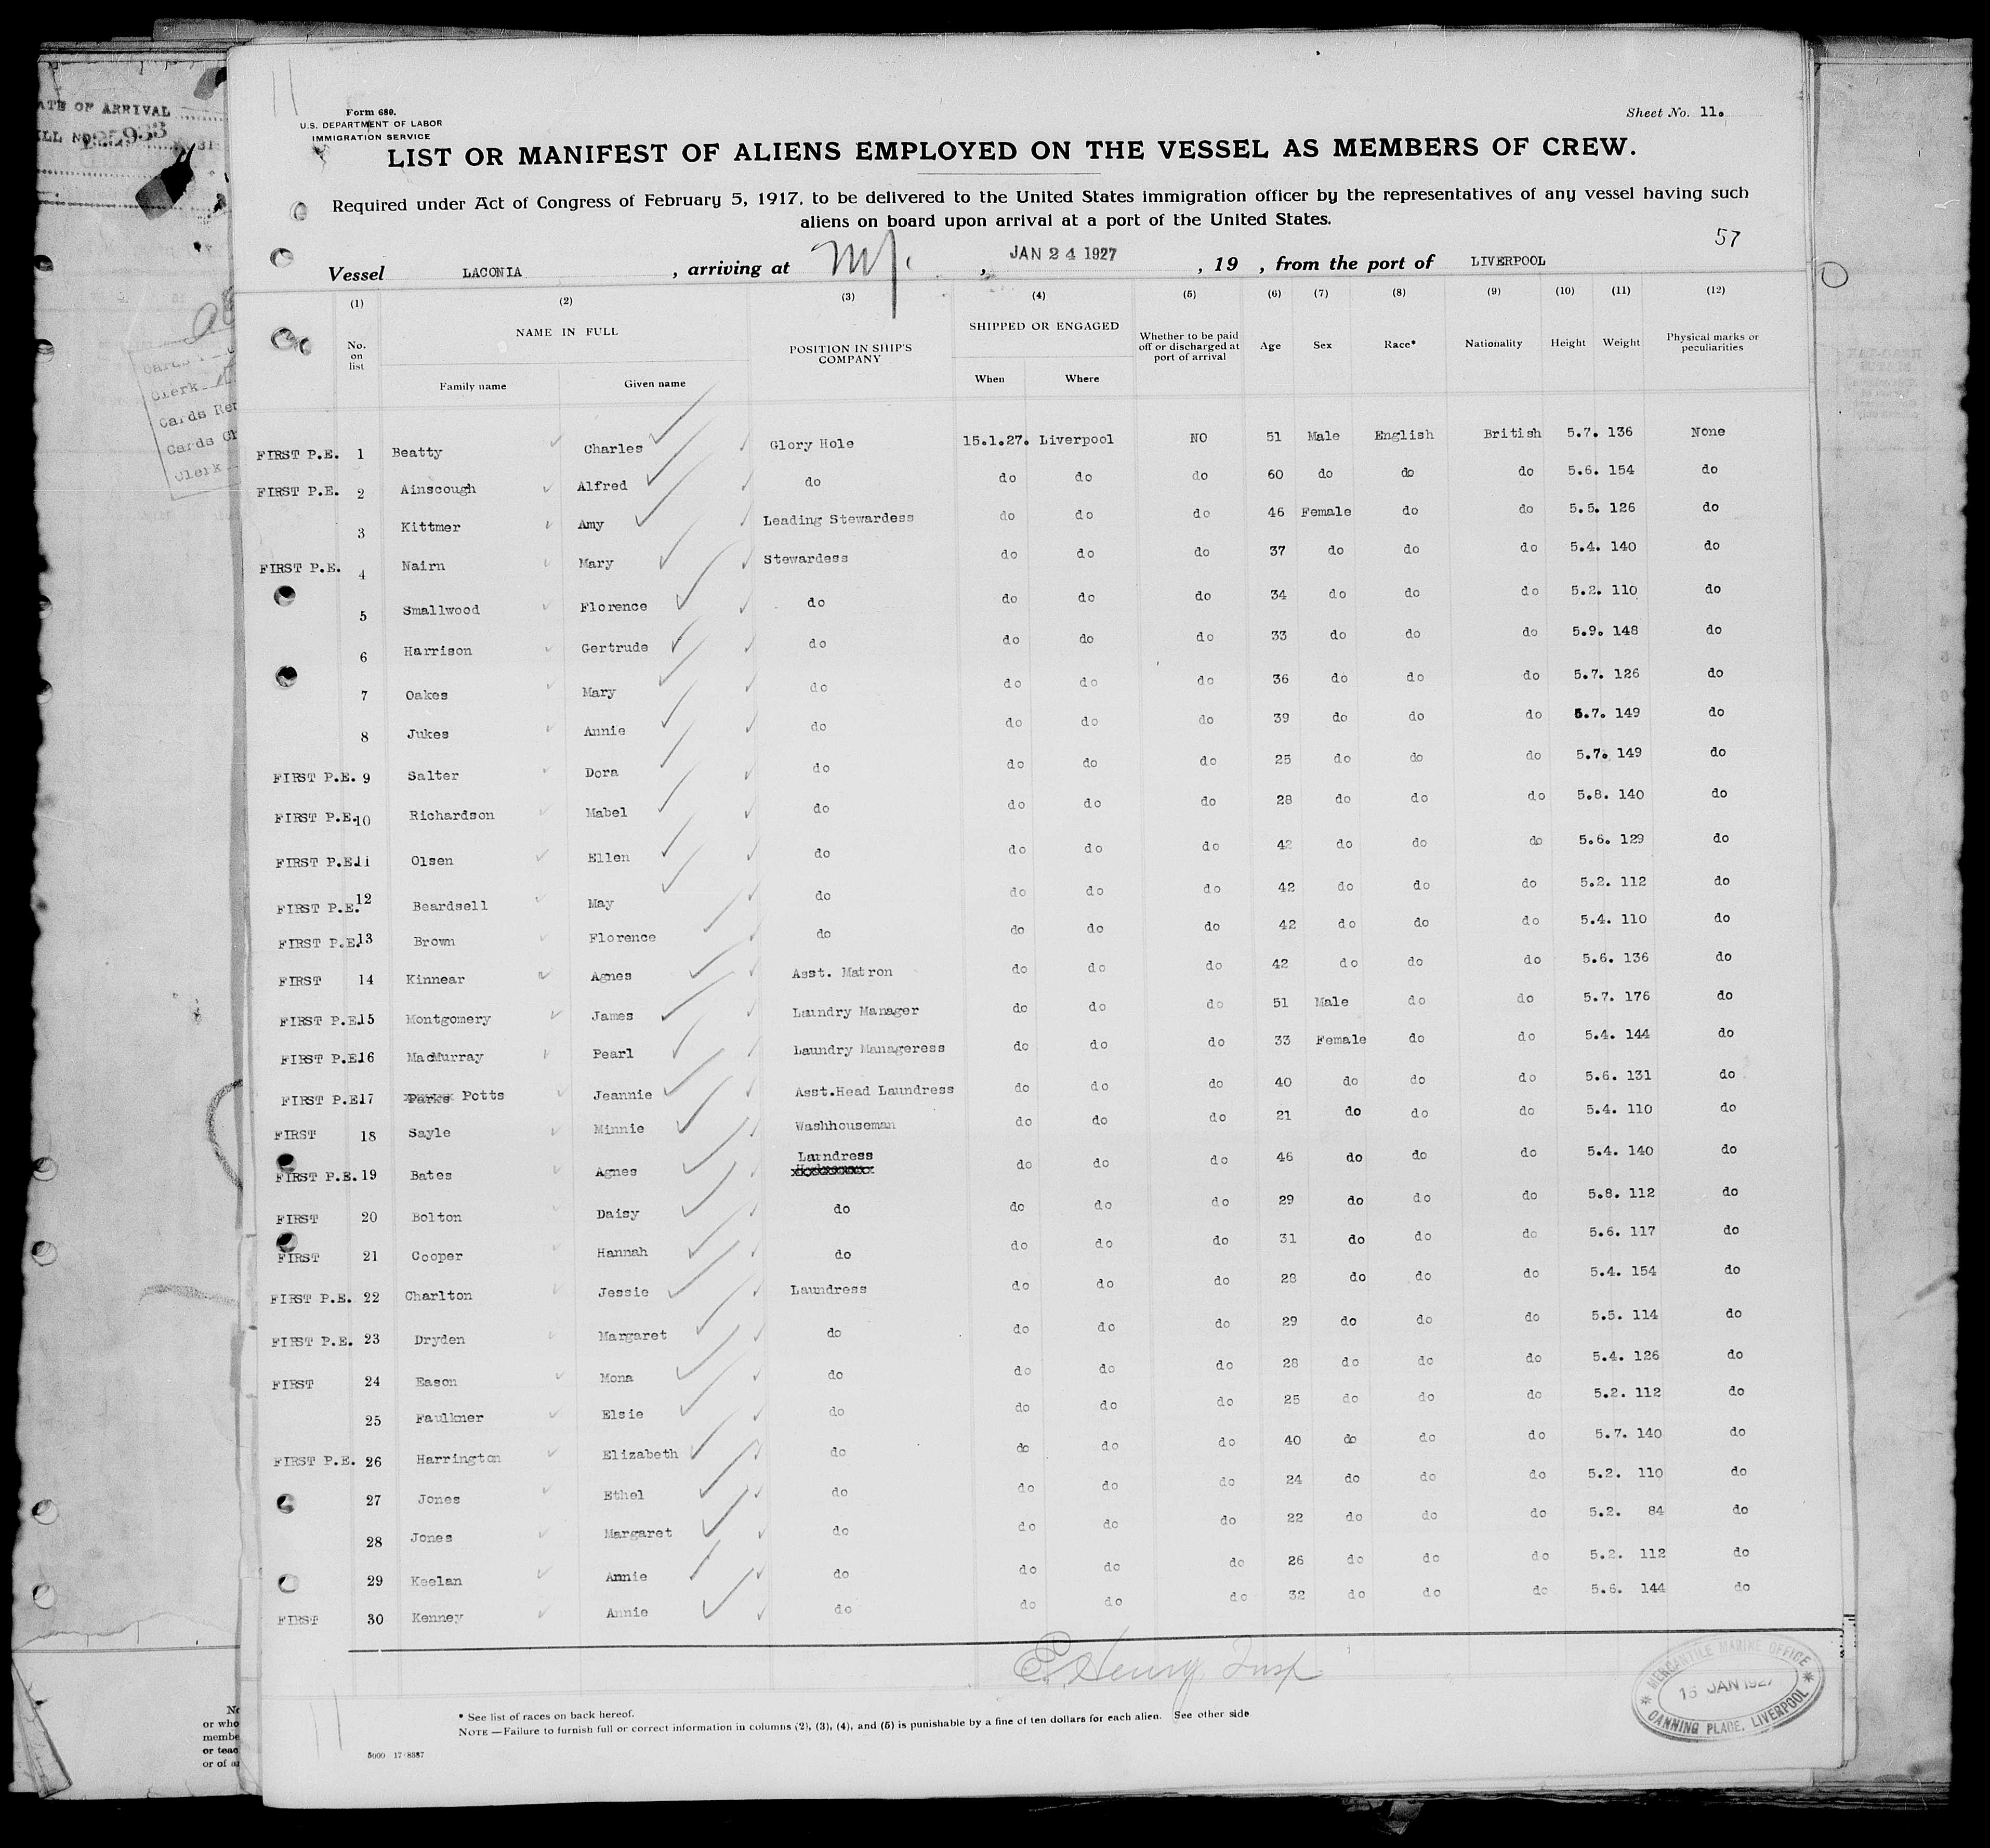 ATE OF ARRIVAL
Form 680.
U.S. DEPARTMENT OF LABOR
IMMIGRATION SERVICE
Sheet No. 11.
LIST OR MANIFEST OF ALIENS EMPLOYED ON THE VESSEL AS MEMBERS OF CREW.
Required under Act of Congress of February 5, 1917, to be delivered to the United States immigration officer by the representatives of any vessel having such
aliens on board upon arrival at a port of the United States.
57
Vessel LACONIA , arriving at NY. , JAN 24 1927 , 19 , from the port of LIVERPOOL
(1) (2) (3) (4) (5) (6) (7) (8) (9) (10) (11) (12)
No. on list NAME IN FULL Family name Given name POSITION IN SHIP'S COMPANY SHIPPED OR ENGAGED When Where Whether to be paid off or discharged at port of arrival Age Sex Race* Nationality Height Weight Physical marks or peculiarities
FIRST P.E. 1 Beatty Charles Glory Hole 15.1.27. Liverpool NO 51 Male English British 5.7. 136 None
FIRST P.E. 2 Ainscough Alfred do do do do 60 do do do 5.6. 154 do
3 Kittmer Amy Leading Stewardess do do do 46 Female do do 5.5. 126 do
FIRST P.E. 4 Nairn Mary Stewardess do do do 37 do do do 5.4. 140 do
5 Smallwood Florence do do do do 34 do do do 5.2. 110 do
6 Harrison Gertrude do do do do 33 do do do 5.9. 148 do
7 Oakes Mary do do do do 36 do do do 5.7. 126 do
8 Jukes Annie do do do do 39 do do do 5.7. 149 do
FIRST P.E. 9 Salter Dora do do do do 25 do do do 5.7. 149 do
FIRST P.E. 10 Richardson Mabel do do do do 28 do do do 5.8. 140 do
FIRST P.E. 11 Olsen Ellen do do do do 42 do do do 5.6. 129 do
FIRST P.E. 12 Beardsell May do do do do 42 do do do 5.2. 112 do
FIRST P.E. 13 Brown Florence do do do do 42 do do do 5.4. 110 do
FIRST 14 Kinnear Agnes Asst. Matron do do do 42 do do do 5.6. 136 do
FIRST P.E. 15 Montgomery James Laundry Manager do do do 51 Male do do 5.7. 176 do
FIRST P.E. 16 MacMurray Pearl Laundry Manageress do do do 33 Female do do 5.4. 144 do
FIRST P.E. 17 Parks Potts Jeannie Asst.Head Laundress do do do 40 do do do 5.6. 131 do
FIRST 18 Sayle Minnie Washhouseman do do do 21 do do do 5.4. 110 do
FIRST P.E. 19 Bates Agnes Laundress do do do 46 do do do 5.4. 140 do
FIRST 20 Bolton Daisy do do do do 29 do do do 5.8. 112 do
FIRST 21 Cooper Hannah do do do do 31 do do do 5.6. 117 do
FIRST P.E. 22 Charlton Jessie Laundress do do do 28 do do do 5.4. 154 do
FIRST P.E. 23 Dryden Margaret do do do do 29 do do do 5.5. 114 do
FIRST 24 Eason Mona do do do do 28 do do do 5.4. 126 do
25 Faulkner Elsie do do do do 25 do do do 5.2. 112 do
FIRST P.E. 26 Harrington Elizabeth do do do do 40 do do do 5.7. 140 do
27 Jones Ethel do do do do 24 do do do 5.2. 110 do
28 Jones Margaret do do do do 22 do do do 5.2. 84 do
29 Keelan Annie do do do do 26 do do do 5.2. 112 do
FIRST 30 Kenney Annie do do do do 32 do do do 5.6. 144 do
E. Henry Insp
MERCANTILE MARINE OFFICE
15 JAN 1927
CANNING PLACE, LIVERPOOL
* See list of races on back hereof.
NOTE—Failure to furnish full or correct information in columns (2), (3), (4), and (5) is punishable by a fine of ten dollars for each alien. See other side
5000 17-8387